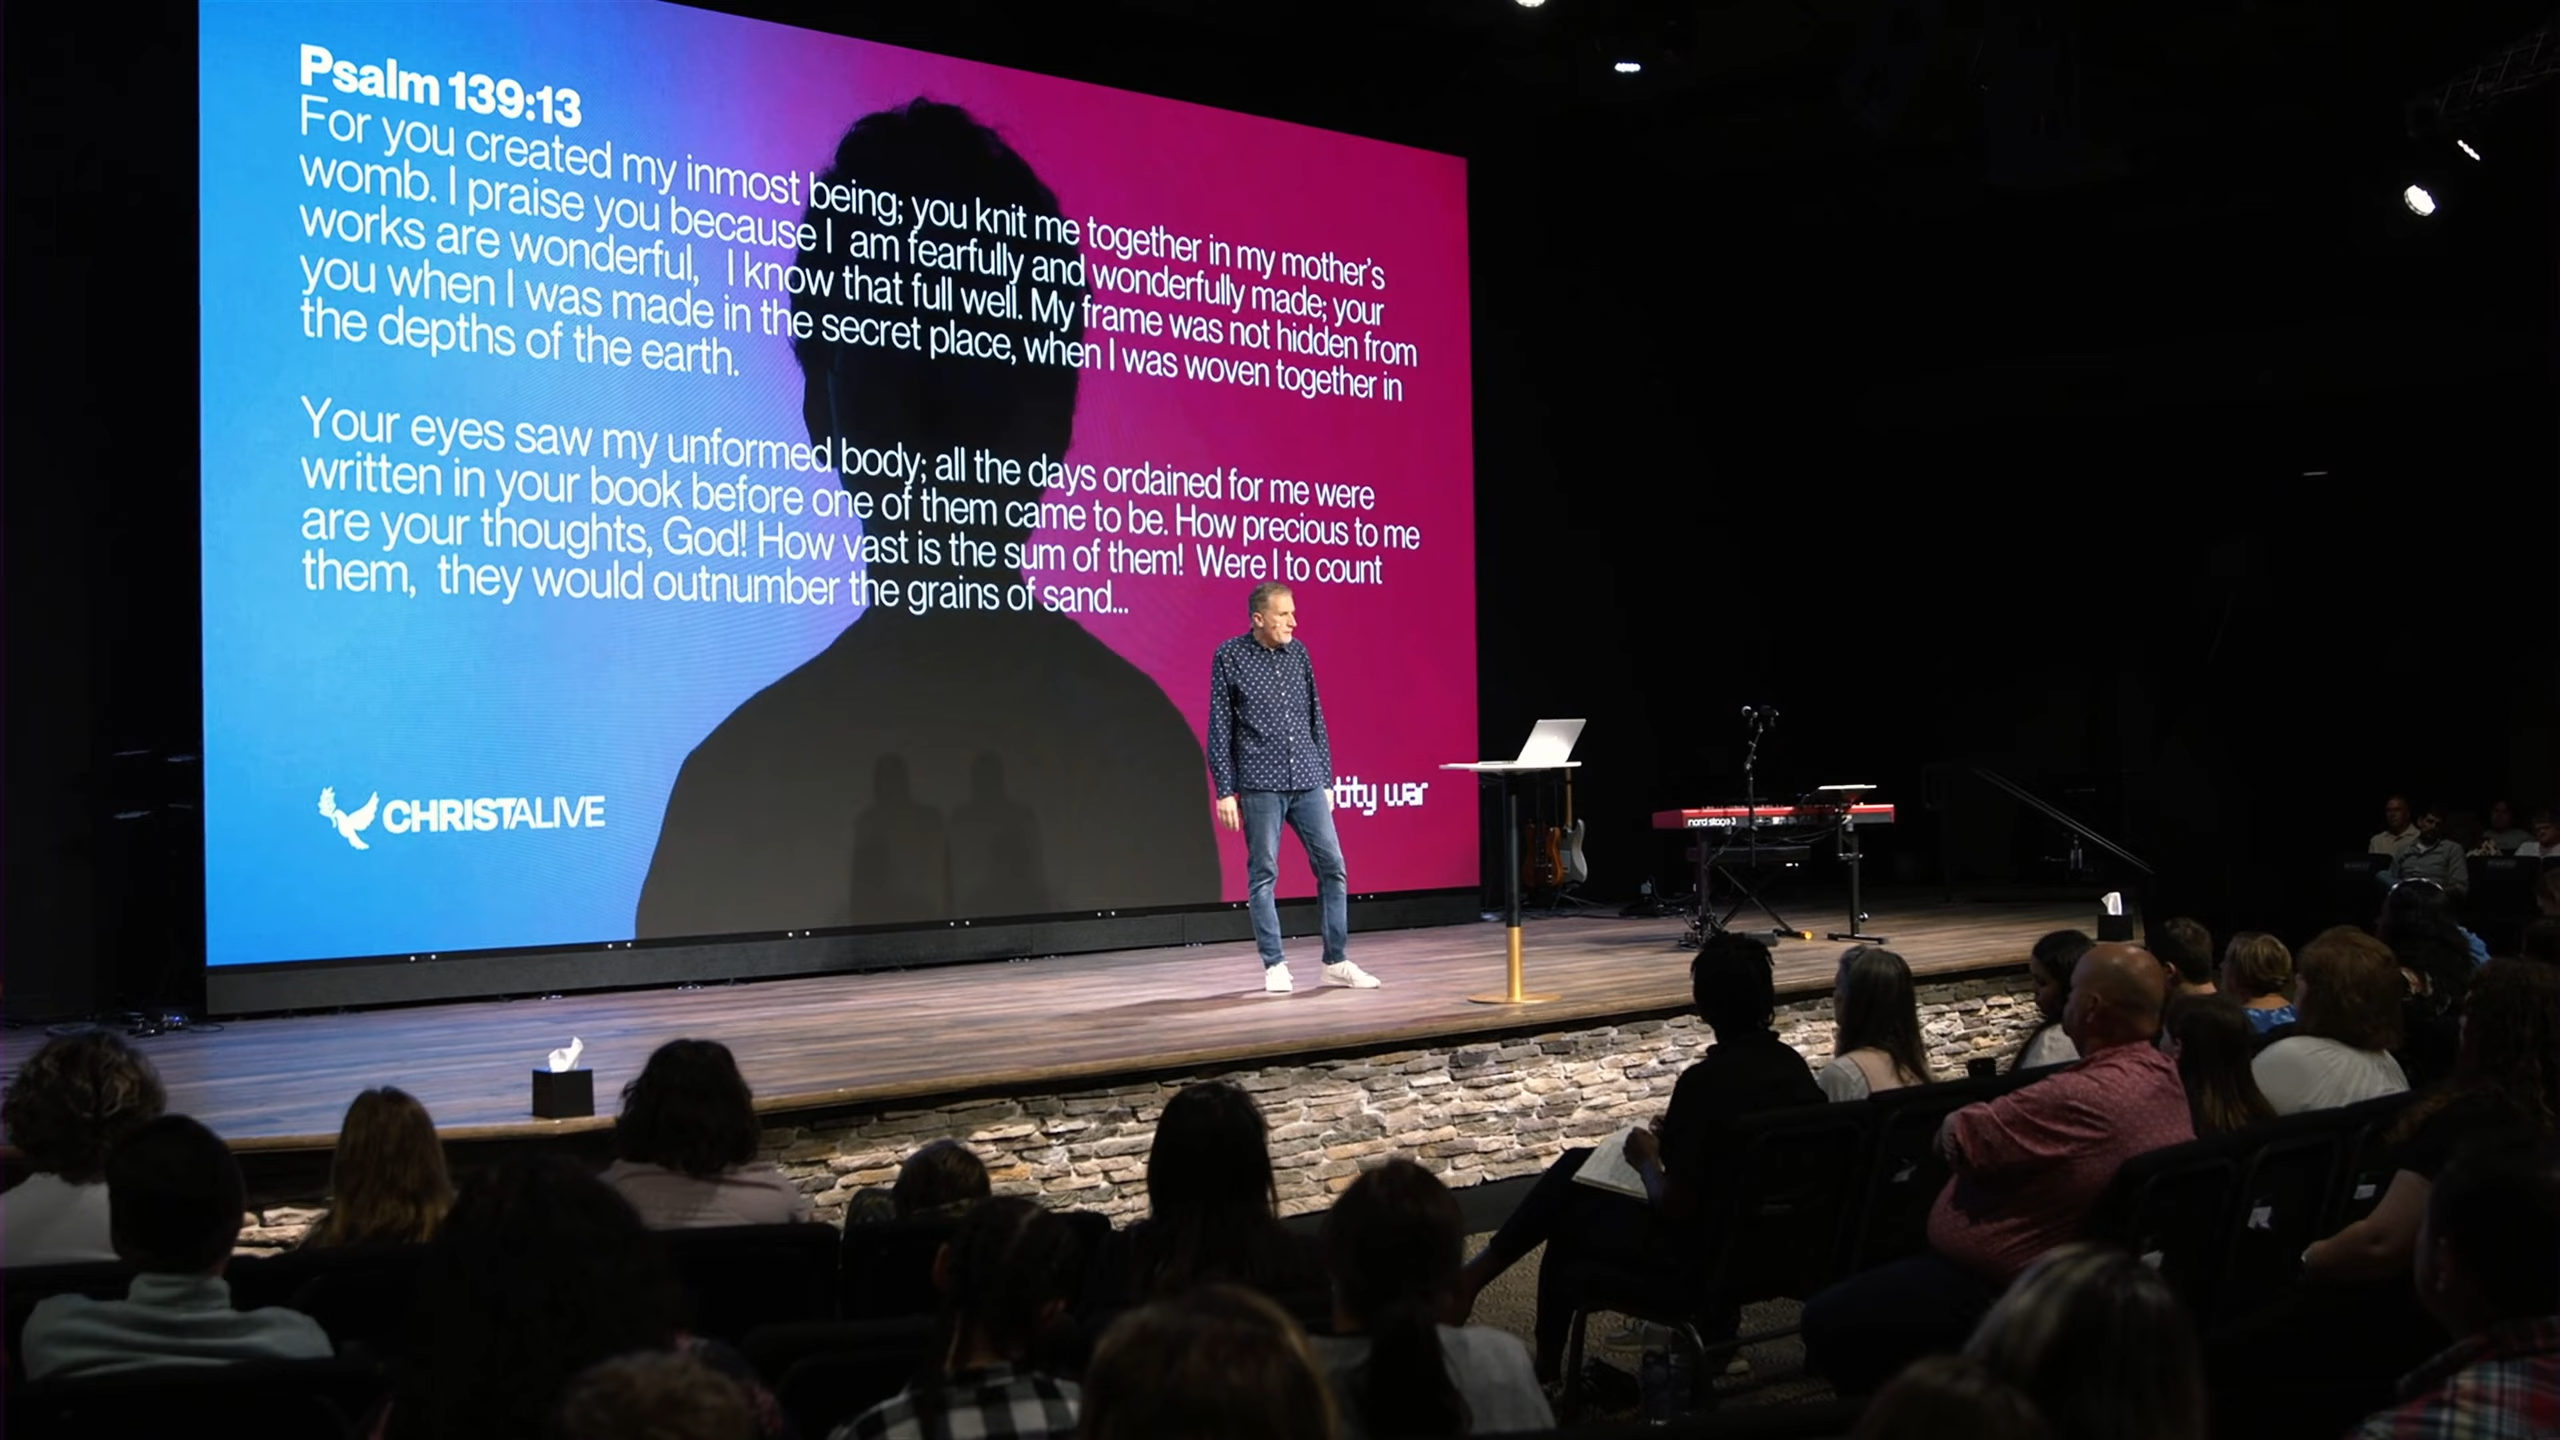 Psalm 139:13
For you created my inmost being; you knit me together in my mother's
womb. I praise you because I am fearfully and wonderfully made; your
works are wonderful, I know that full well. My frame was not hidden from
you when I was made in the secret place, when I was woven together in
the depths of the earth.
Your eyes saw my unformed body; all the days ordained for me were
written in your book before one of them came to be. How precious to me
are your thoughts, God! How vast is the sum of them! Were I to count
them, they would outnumber the grains of sand...
CHRISTALIVE
tity war
nord stage 3